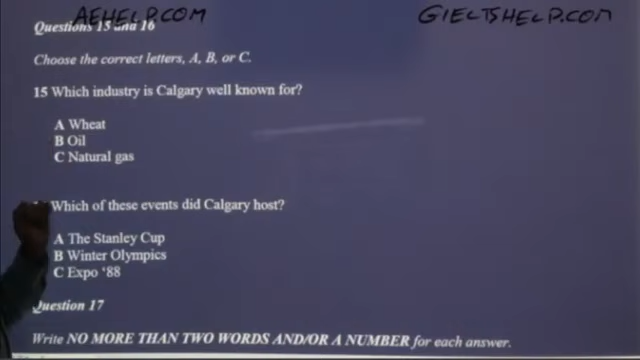 AEHELP.COM GIELTSHELP.COM
Questions 15 and 16
Choose the correct letters, A, B, or C.
15 Which industry is Calgary well known for?
A Wheat
B Oil
C Natural gas
Which of these events did Calgary host?
A The Stanley Cup
B Winter Olympics
C Expo '88
Question 17
Write NO MORE THAN TWO WORDS AND/OR A NUMBER for each answer.